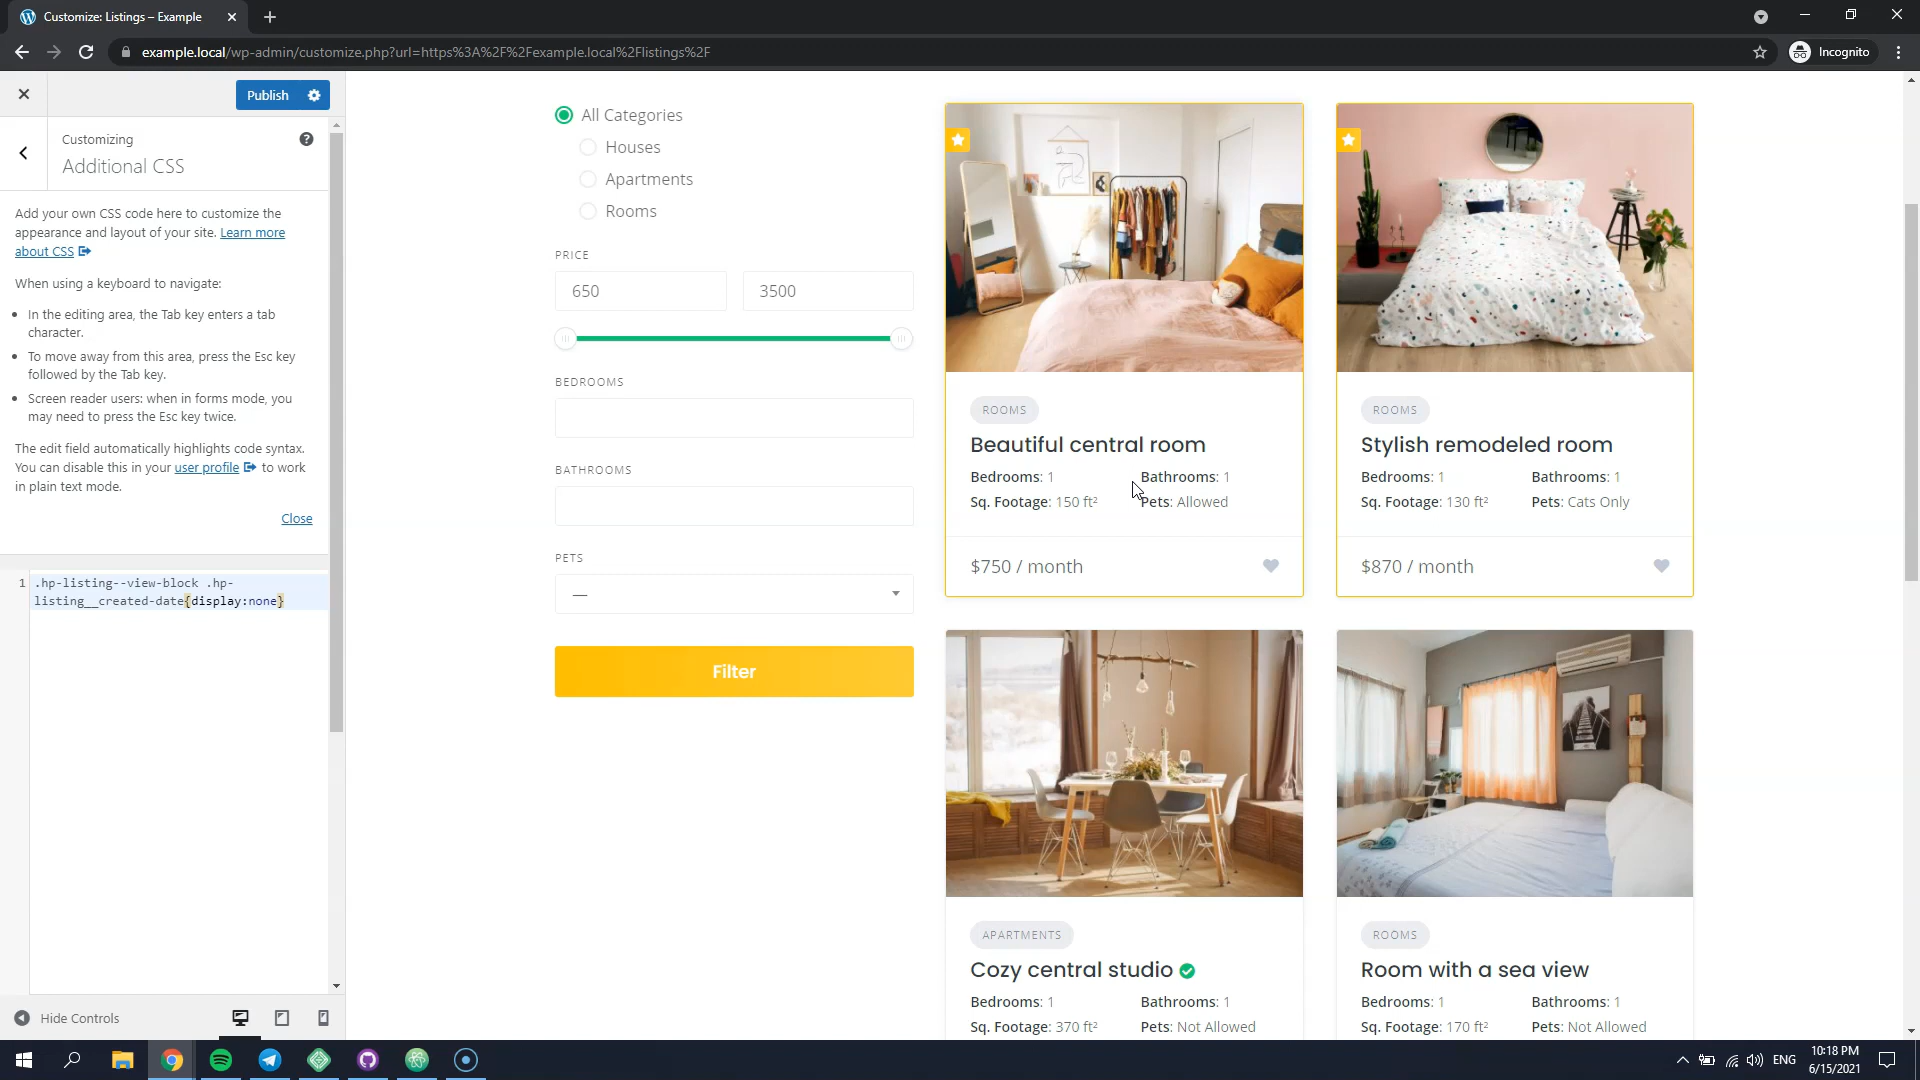 Customize: Listings – Example
example.local/wp-admin/customize.php?url=https%3A%2F%2Fexample.local%2Flistings%2F
Incognito
Publish
Customizing
Additional CSS
Add your own CSS code here to customize the
appearance and layout of your site. Learn more
about CSS
When using a keyboard to navigate:
In the editing area, the Tab key enters a tab
character.
To move away from this area, press the Esc key
followed by the Tab key.
Screen reader users: when in forms mode, you
may need to press the Esc key twice.
The edit field automatically highlights code syntax.
You can disable this in your user profile to work
in plain text mode.
Close
1 .hp-listing--view-block .hp-
listing__created-date{display:none}
Hide Controls
All Categories
Houses
Apartments
Rooms
PRICE
650 3500
BEDROOMS
BATHROOMS
PETS
—
Filter
ROOMS
Beautiful central room
Bedrooms: 1 Bathrooms: 1
Sq. Footage: 150 ft² Pets: Allowed
$750 / month
ROOMS
Stylish remodeled room
Bedrooms: 1 Bathrooms: 1
Sq. Footage: 130 ft² Pets: Cats Only
$870 / month
APARTMENTS
Cozy central studio
Bedrooms: 1 Bathrooms: 1
Sq. Footage: 370 ft² Pets: Not Allowed
ROOMS
Room with a sea view
Bedrooms: 1 Bathrooms: 1
Sq. Footage: 170 ft² Pets: Not Allowed
ENG
10:18 PM
6/15/2021